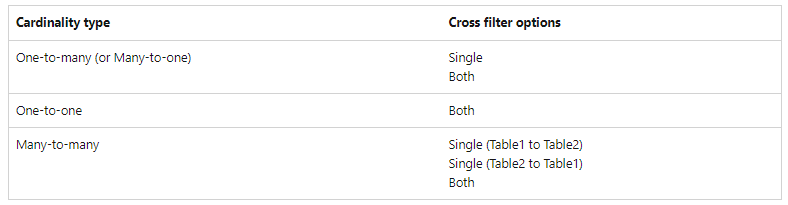 Cardinality type Cross filter options
One-to-many (or Many-to-one) Single
Both
One-to-one Both
Many-to-many Single (Table1 to Table2)
Single (Table2 to Table1)
Both